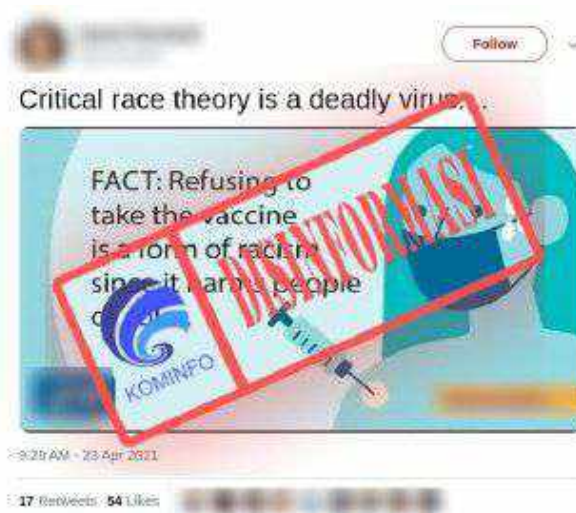 Follow
Critical race theory is a deadly virus...
FACT: Refusing to
take the vaccine
is a form of racism
since it harms people
DISINFORMASI
KOMINFO
9:29 AM - 23 Apr 2021
17 Retweets 54 Likes